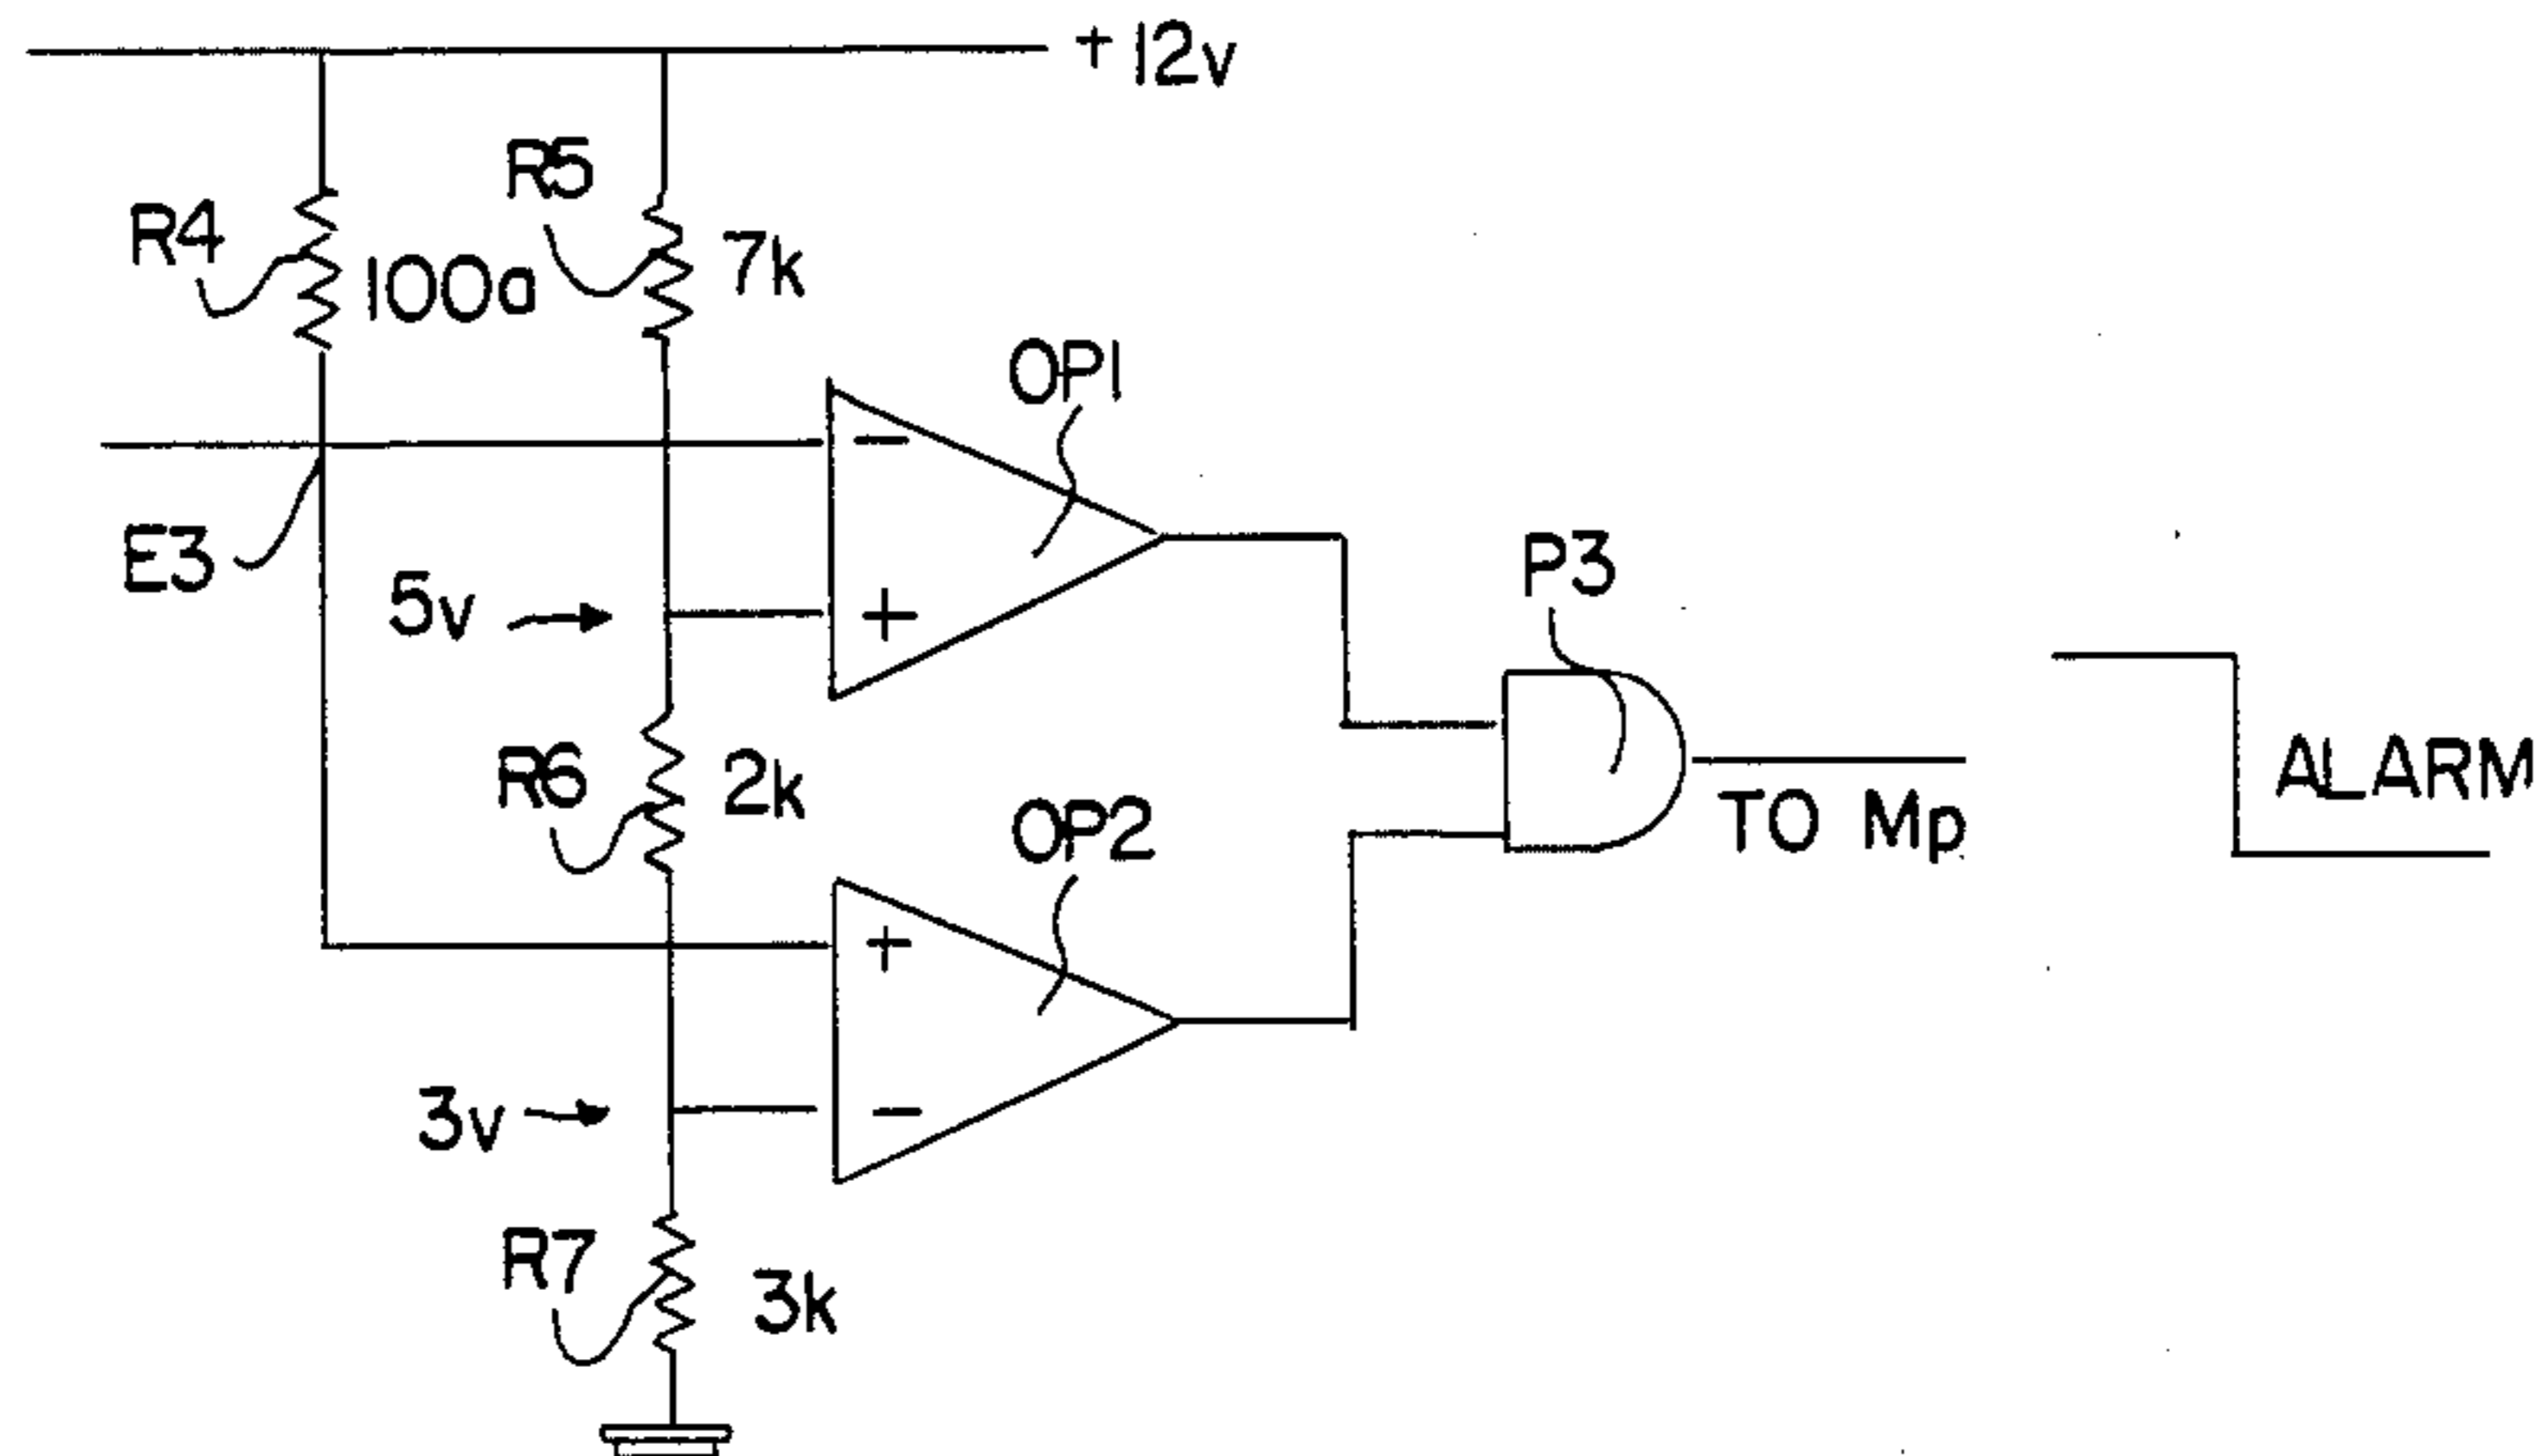 + 12v
R5
R4
7k
100a
OP1
E3
5v
P3
R6
2k
ALARM
OP2
TO Mp
+
-
3v
R7
3k